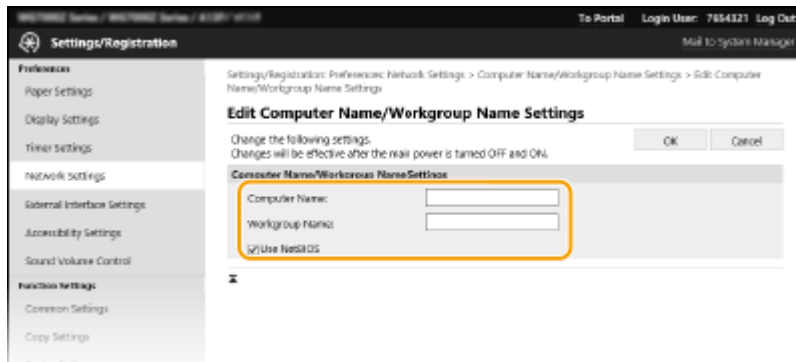 To Portal Login User: 7654321 Log Out
Settings/Registration
Mail to System Manager
Preferences
Paper Settings
Display Settings
Timer Settings
Network Settings
External Interface Settings
Accessibility Settings
Sound Volume Control
Function Settings
Common Settings
Copy Settings
Settings/Registration: Preferences: Network Settings > Computer Name/Workgroup Name Settings > Edit Computer
Name/Workgroup Name Settings
Edit Computer Name/Workgroup Name Settings
Change the following settings.
Changes will be effective after the main power is turned OFF and ON.
OK Cancel
Computer Name/Workgroup NameSettings
Computer Name:
Workgroup Name:
Use NetBIOS